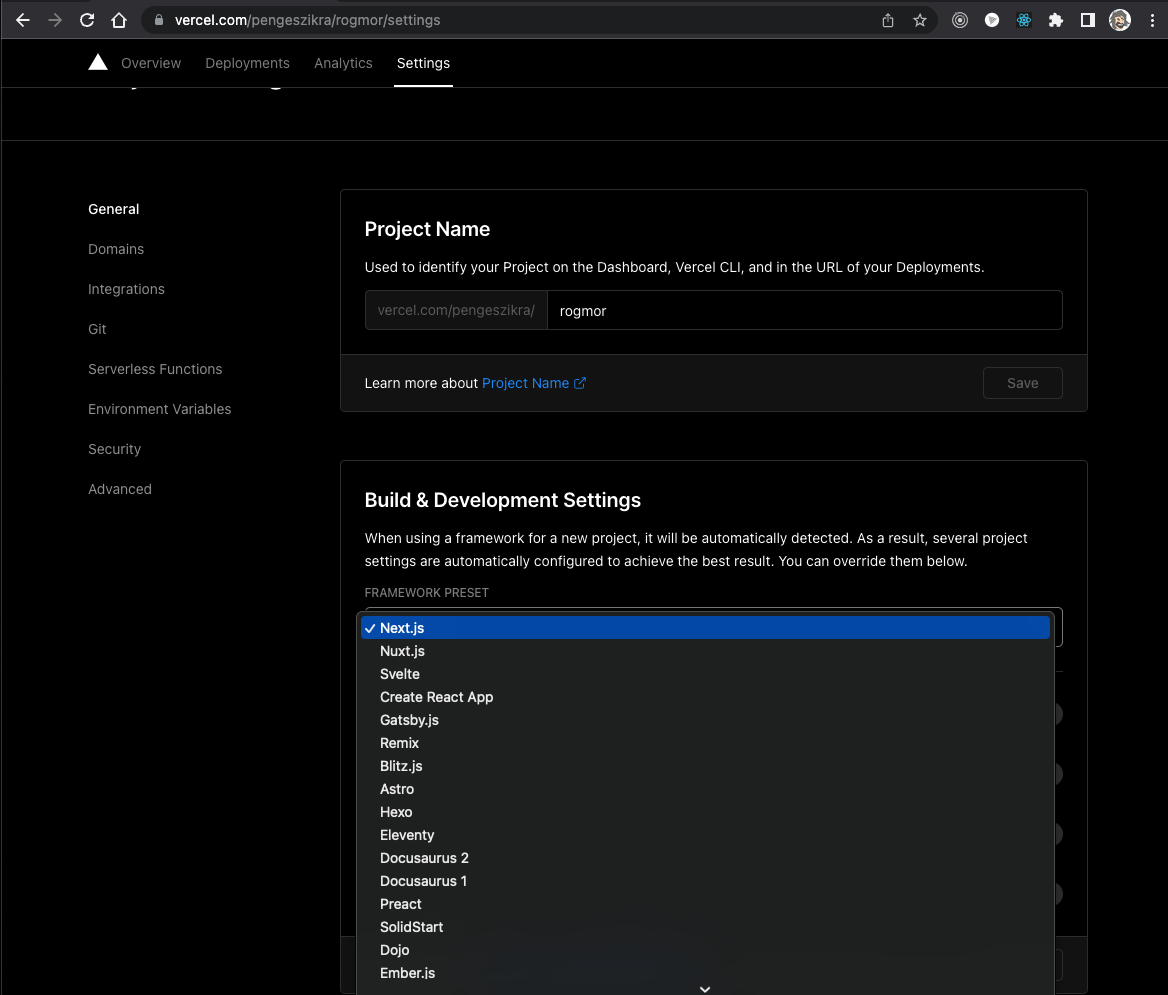 vercel.com/pengeszikra/rogmor/settings
Overview Deployments Analytics Settings
General
Domains
Integrations
Git
Serverless Functions
Environment Variables
Security
Advanced
Project Name
Used to identify your Project on the Dashboard, Vercel CLI, and in the URL of your Deployments.
vercel.com/pengeszikra/ rogmor
Learn more about Project Name
Save
Build & Development Settings
When using a framework for a new project, it will be automatically detected. As a result, several project
settings are automatically configured to achieve the best result. You can override them below.
FRAMEWORK PRESET
Next.js
Nuxt.js
Svelte
Create React App
Gatsby.js
Remix
Blitz.js
Astro
Hexo
Eleventy
Docusaurus 2
Docusaurus 1
Preact
SolidStart
Dojo
Ember.js